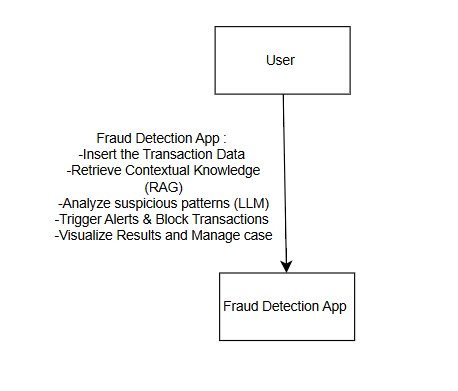 User
Fraud Detection App :
-Insert the Transaction Data
-Retrieve Contextual Knowledge
(RAG)
-Analyze suspicious patterns (LLM)
-Trigger Alerts & Block Transactions
-Visualize Results and Manage case
Fraud Detection App